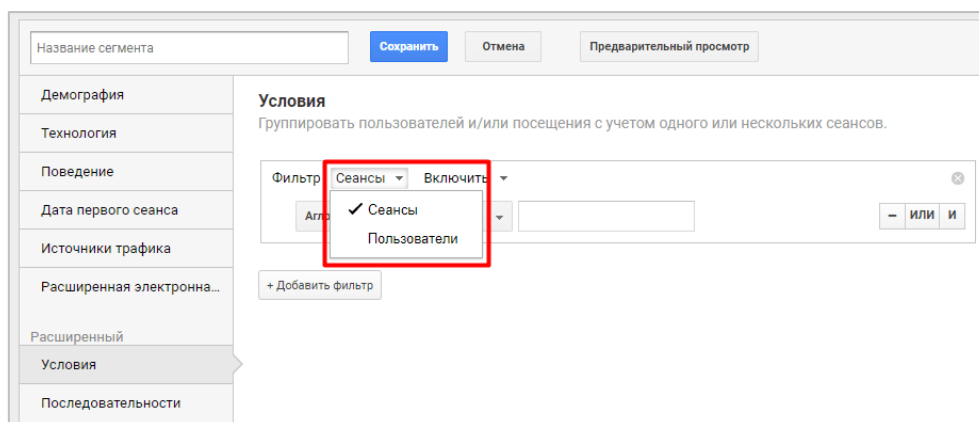 Название сегмента
Сохранить
Отмена
Предварительный просмотр
Демография
Технология
Поведение
Дата первого сеанса
Источники трафика
Расширенная электронна...
Расширенный
Условия
Последовательности
Условия
Группировать пользователей и/или посещения с учетом одного или нескольких сеансов.
Фильтр Сеансы Включить
✓ Сеансы
Пользователи
– ИЛИ И
+ Добавить фильтр